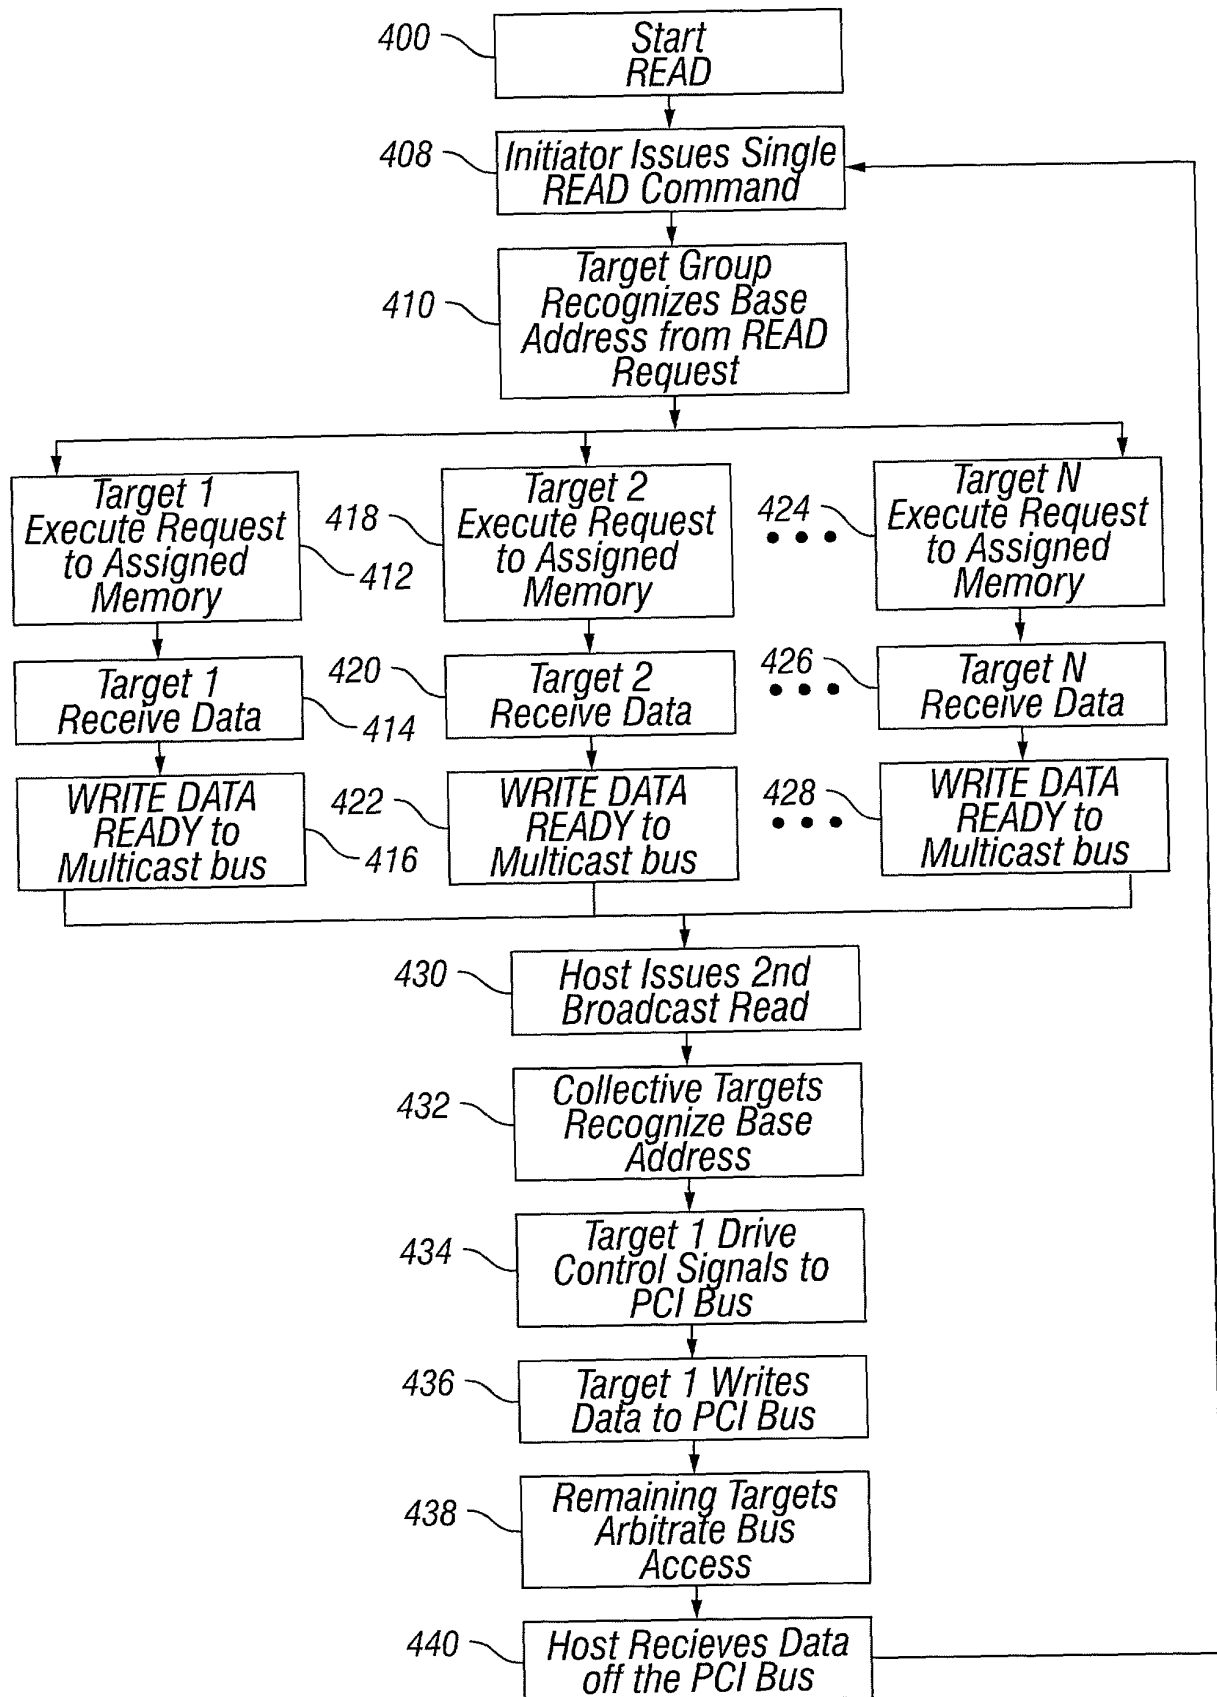 400
Start
READ
408
Initiator Issues Single
READ Command
410
Target Group
Recognizes Base
Address from READ
Request
Target 1
Execute Request
to Assigned
Memory
412
418
Target 2
Execute Request
to Assigned
Memory
424
Target N
Execute Request
to Assigned
Memory
Target 1
Receive Data
414
420
Target 2
Receive Data
426
Target N
Receive Data
WRITE DATA
READY to
Multicast bus
416
422
WRITE DATA
READY to
Multicast bus
428
WRITE DATA
READY to
Multicast bus
430
Host Issues 2nd
Broadcast Read
432
Collective Targets
Recognize Base
Address
434
Target 1 Drive
Control Signals to
PCI Bus
436
Target 1 Writes
Data to PCI Bus
438
Remaining Targets
Arbitrate Bus
Access
440
Host Recieves Data
off the PCI Bus